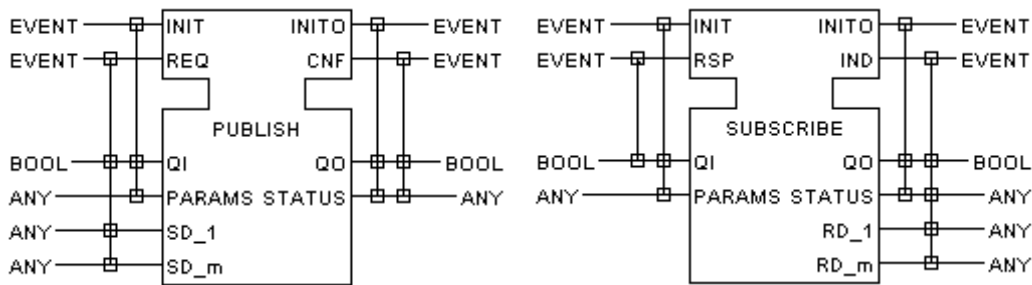 EVENT INIT INITO EVENT EVENT INIT INITO EVENT
EVENT REQ CNF EVENT EVENT RSP IND EVENT
PUBLISH SUBSCRIBE
BOOL QI QO BOOL BOOL QI QO BOOL
ANY PARAMS STATUS ANY ANY PARAMS STATUS ANY
ANY SD_1 RD_1 ANY
ANY SD_m RD_m ANY